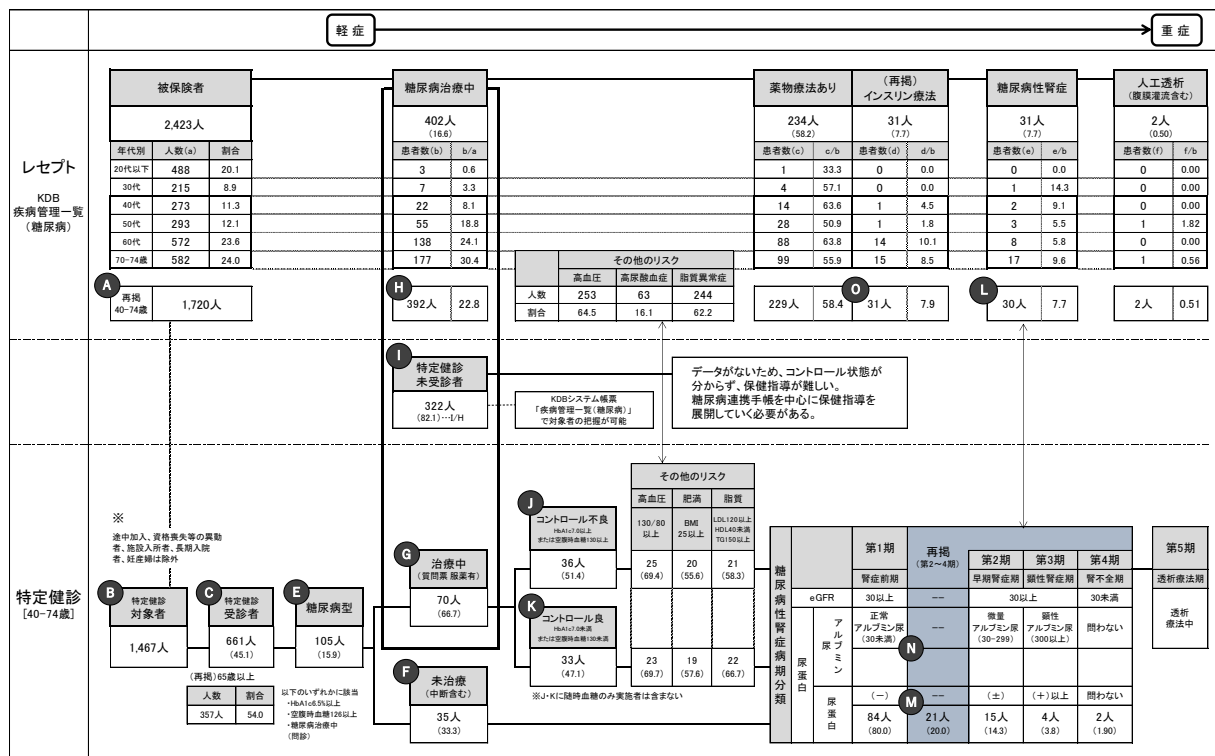 軽 症
重 症
レセプト
KDB
疾病管理一覧
(糖尿病)
被保険者
2,423人
年代別 人数(a) 割合
20代以下 488 20.1
30代 215 8.9
40代 273 11.3
50代 293 12.1
60代 572 23.6
70-74歳 582 24.0
A
再掲
40-74歳
1,720人
糖尿病治療中
402人
(16.6)
患者数(b) b/a
3 0.6
7 3.3
22 8.1
55 18.8
138 24.1
177 30.4
H
392人 22.8
その他のリスク
高血圧 高尿酸血症 脂質異常症
人数 253 63 244
割合 64.5 16.1 62.2
薬物療法あり
234人
(58.2)
患者数(c) c/b
1 33.3
4 57.1
14 63.6
28 50.9
88 63.8
99 55.9
229人 58.4
(再掲)
インスリン療法
31人
(7.7)
患者数(d) d/b
0 0.0
0 0.0
1 4.5
1 1.8
14 10.1
15 8.5
O
31人 7.9
糖尿病性腎症
31人
(7.7)
患者数(e) e/b
0 0.0
1 14.3
2 9.1
3 5.5
8 5.8
17 9.6
L
30人 7.7
人工透析
(腹膜灌流含む)
2人
(0.50)
患者数(f) f/b
0 0.00
0 0.00
0 0.00
1 1.82
0 0.00
1 0.56
2人 0.51
I
特定健診
未受診者
322人
(82.1)…I/H
KDBシステム帳票
「疾病管理一覧(糖尿病)」
で対象者の把握が可能
データがないため、コントロール状態が
分からず、保健指導が難しい。
糖尿病連携手帳を中心に保健指導を
展開していく必要がある。
特定健診
[40-74歳]
※
途中加入、資格喪失等の異動
者、施設入所者、長期入院
者、妊産婦は除外
B
特定健診
対象者
1,467人
C
特定健診
受診者
661人
(45.1)
(再掲)65歳以上
人数 割合
357人 54.0
E
糖尿病型
105人
(15.9)
以下のいずれかに該当
・HbA1c6.5%以上
・空腹時血糖126以上
・糖尿病治療中
(問診)
G
治療中
(質問票 服薬有)
70人
(66.7)
F
未治療
(中断含む)
35人
(33.3)
J
コントロール不良
HbA1c7.0以上
または空腹時血糖130以上
36人
(51.4)
K
コントロール良
HbA1c7.0未満
または空腹時血糖130未満
33人
(47.1)
※J・Kに随時血糖のみ実施者は含まない
その他のリスク
高血圧 肥満 脂質
130/80
以上
BMI
25以上
LDL120以上
HDL40未満
TG150以上
25 20 21
(69.4) (55.6) (58.3)
23 19 22
(69.7) (57.6) (66.7)
糖尿病性腎症病期分類
第1期 再掲
(第2~4期)
第2期 第3期 第4期
腎症前期 早期腎症期 顕性腎症期 腎不全期
eGFR 30以上 -- 30以上 30未満
尿蛋白
尿アルブミン
正常
アルブミン尿
(30未満)
--
微量
アルブミン尿
(30-299)
顕性
アルブミン尿
(300以上)
問わない
N
尿蛋白
(-) -- (±) (+)以上 問わない
M
84人 21人 15人 4人 2人
(80.0) (20.0) (14.3) (3.8) (1.90)
第5期
透析療法期
透析
療法中